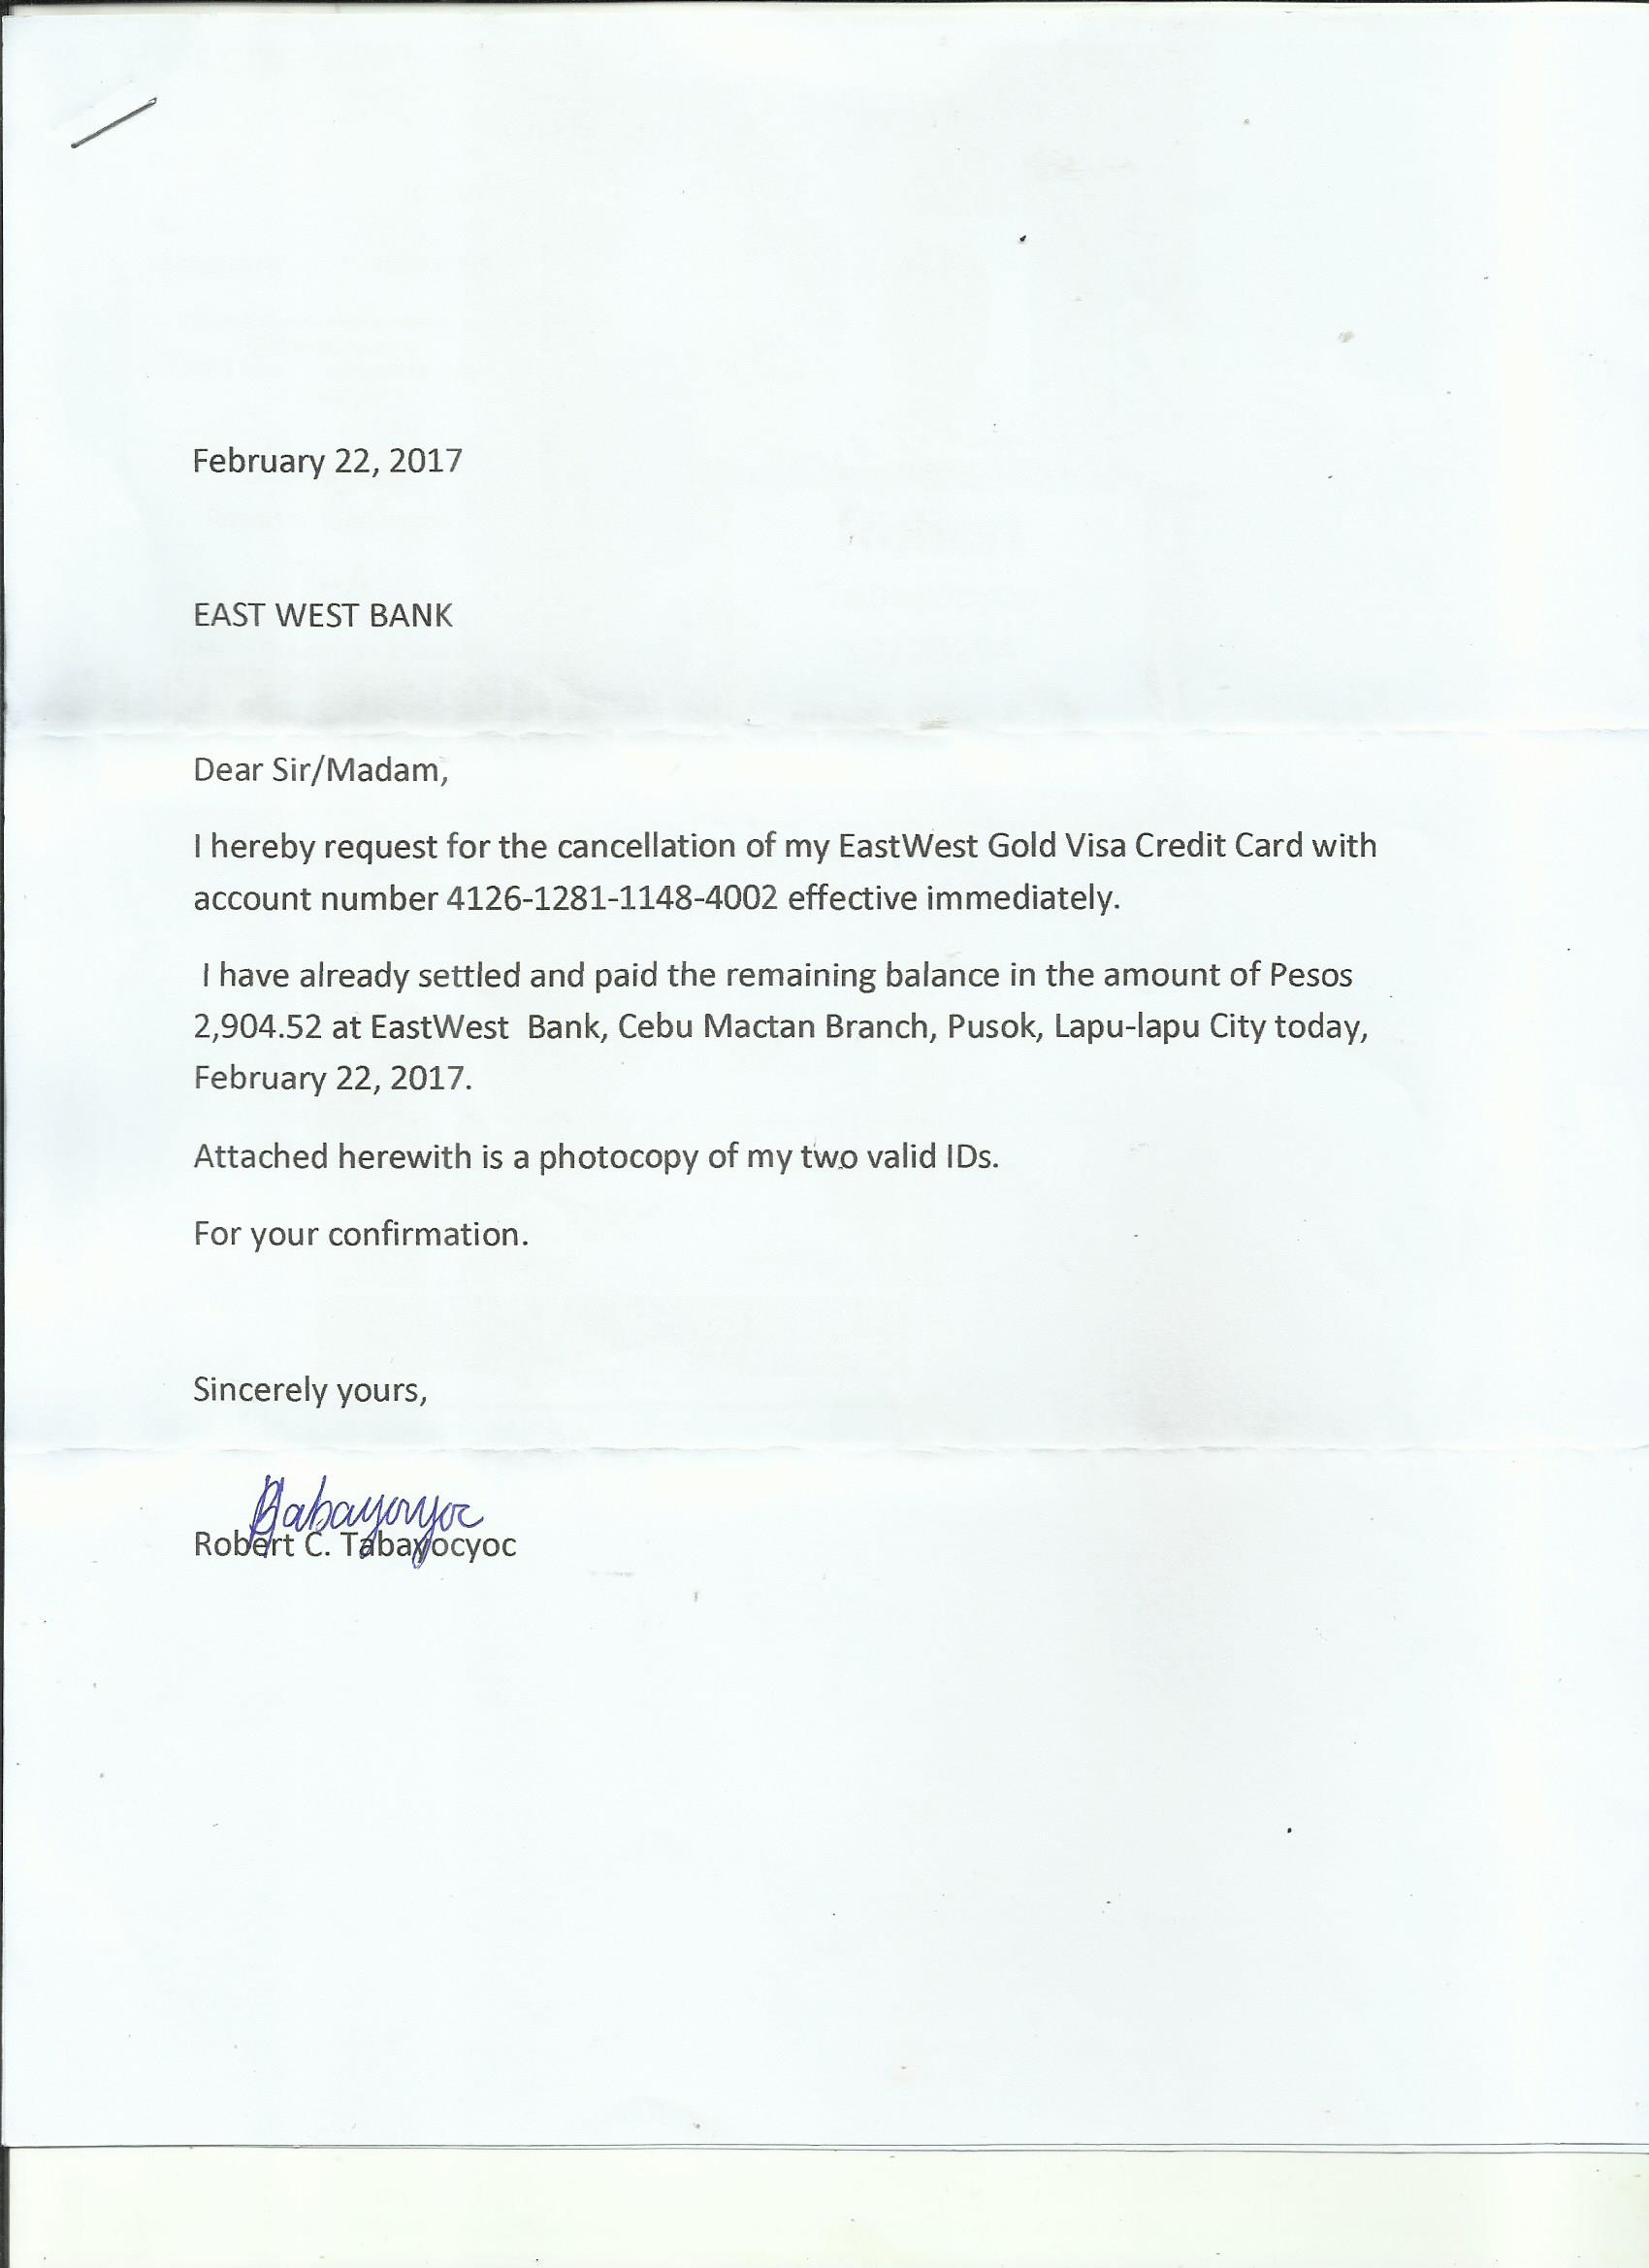 February 22, 2017
EAST WEST BANK
Dear Sir/Madam,
I hereby request for the cancellation of my EastWest Gold Visa Credit Card with
account number 4126-1281-1148-4002 effective immediately.
I have already settled and paid the remaining balance in the amount of Pesos
2,904.52 at EastWest  Bank, Cebu Mactan Branch, Pusok, Lapu-lapu City today,
February 22, 2017.
Attached herewith is a photocopy of my two valid IDs.
For your confirmation.
Sincerely yours,
Robert C. Tabayocyoc